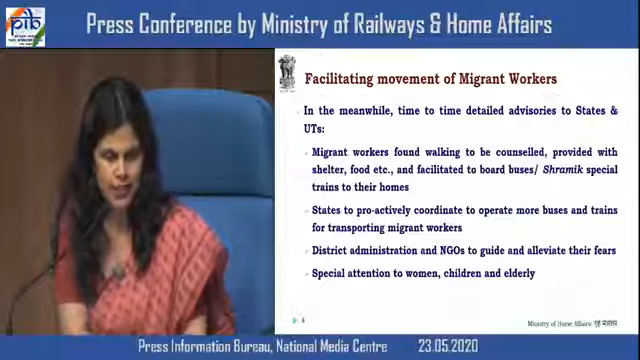 pib
Press Conference by Ministry of Railways & Home Affairs
Facilitating movement of Migrant Workers
In the meanwhile, time to time detailed advisories to States &
UTs:
Migrant workers found walking to be counselled, provided with
shelter, food etc., and facilitated to board buses/ Shramik special
trains to their homes
States to pro-actively coordinate to operate more buses and trains
for transporting migrant workers
District administration and NGOs to guide and alleviate their fears
Special attention to women, children and elderly
Ministry of Home Affairs/ गृह मंत्रालय
Press Information Bureau, National Media Centre 23.05.2020